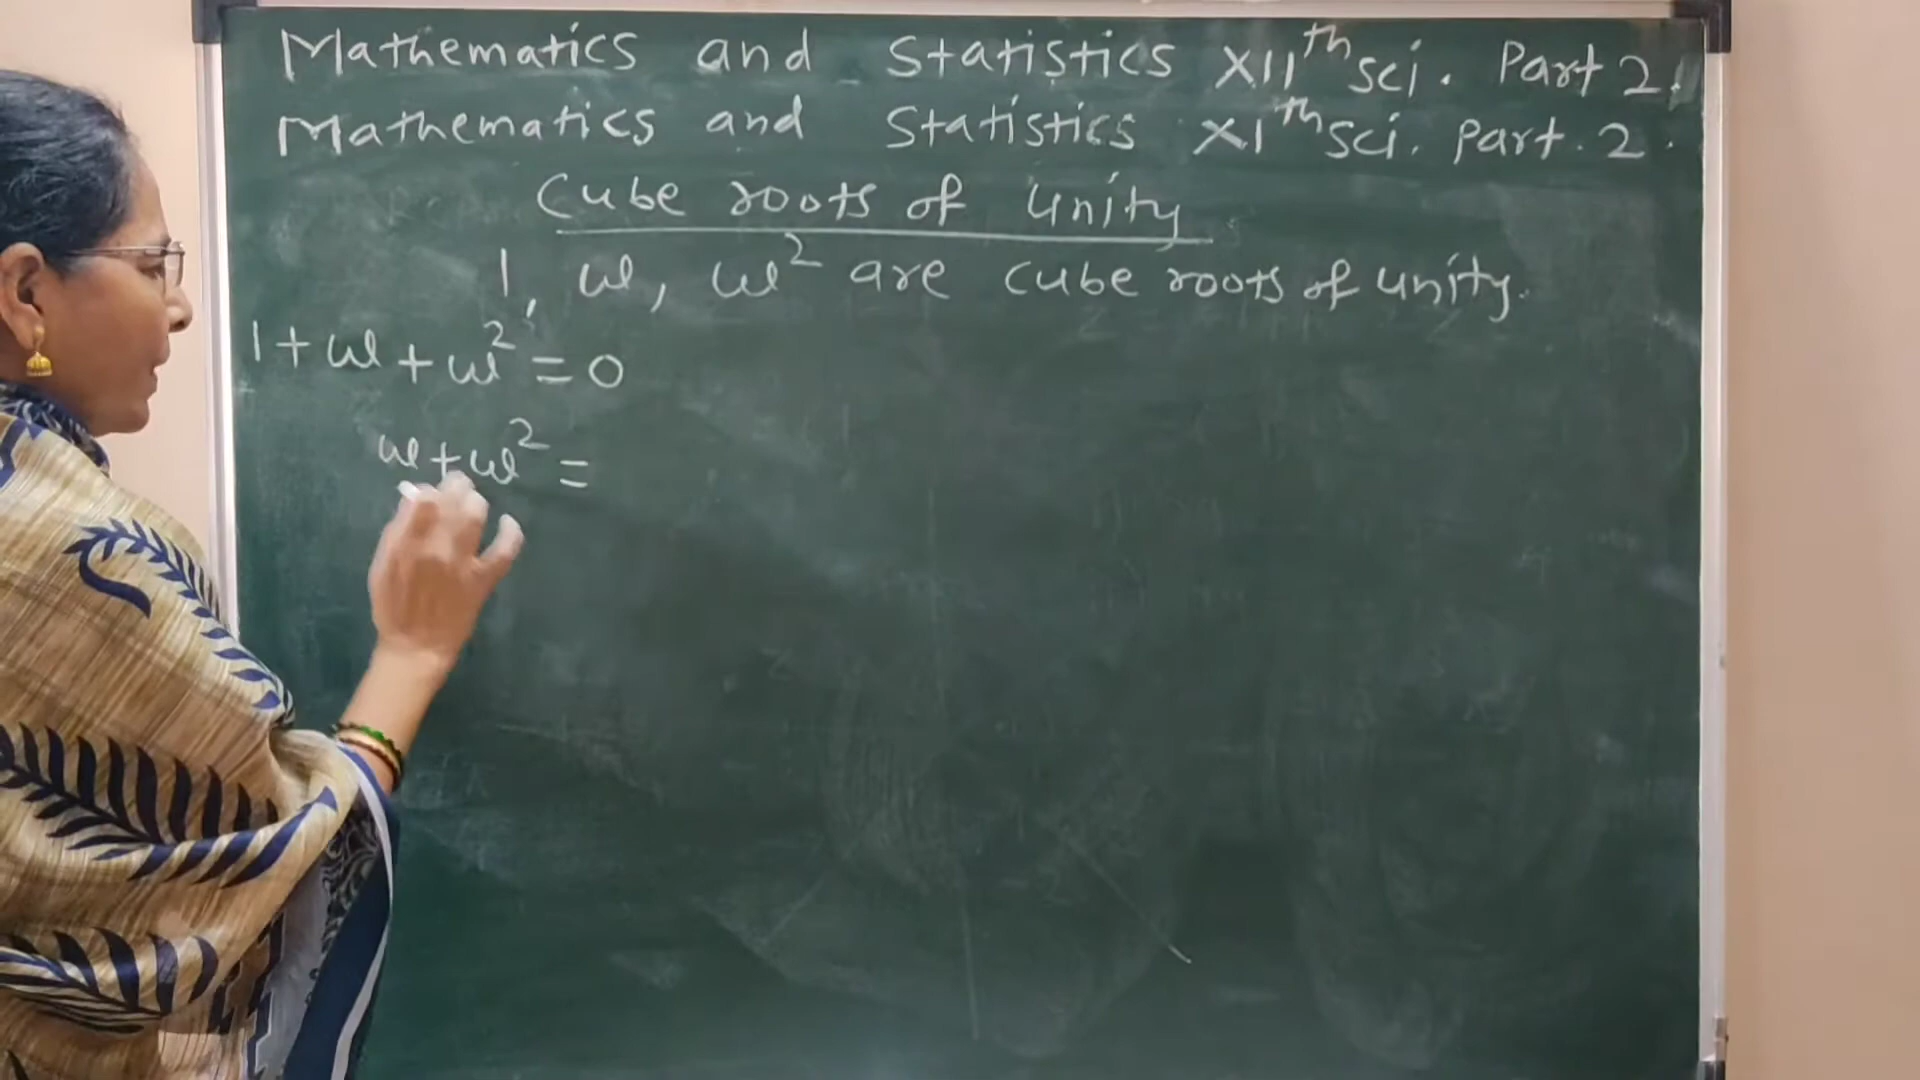 Mathematics and Statistics XIIth sci. Part 2.
Mathematics and Statistics XIth sci. Part. 2.
Cube roots of Unity
1, ω, ω² are cube roots of unity.
1+ω+ω²=0
ω+ω²=